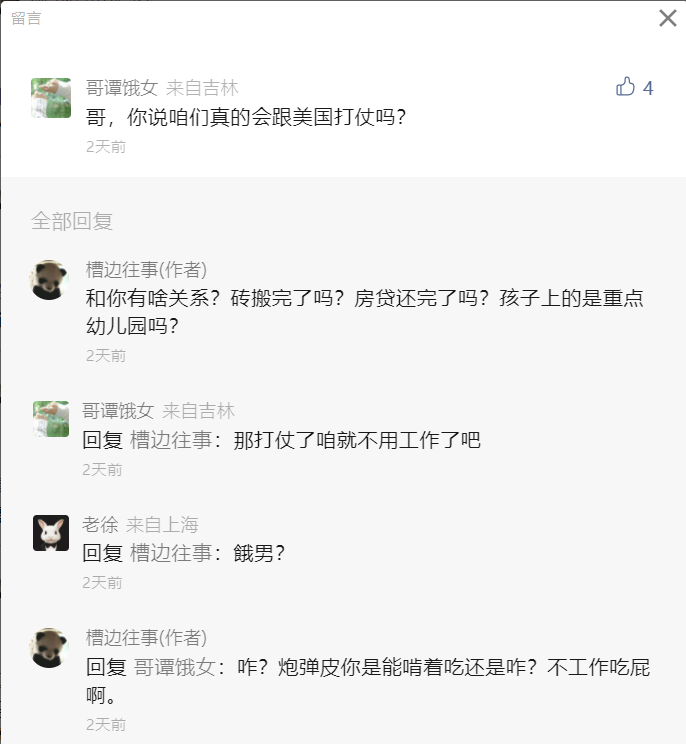 留言
哥谭饿女 来自吉林
4
哥，你说咱们真的会跟美国打仗吗？
2天前
全部回复
槽边往事(作者)
和你有啥关系？砖搬完了吗？房贷还完了吗？孩子上的是重点
幼儿园吗？
2天前
哥谭饿女 来自吉林
回复 槽边往事：那打仗了咱就不用工作了吧
2天前
老徐 来自上海
回复 槽边往事：餓男？
2天前
槽边往事(作者)
回复 哥谭饿女：咋？炮弹皮你是能啃着吃还是咋？不工作吃屁
啊。
2天前